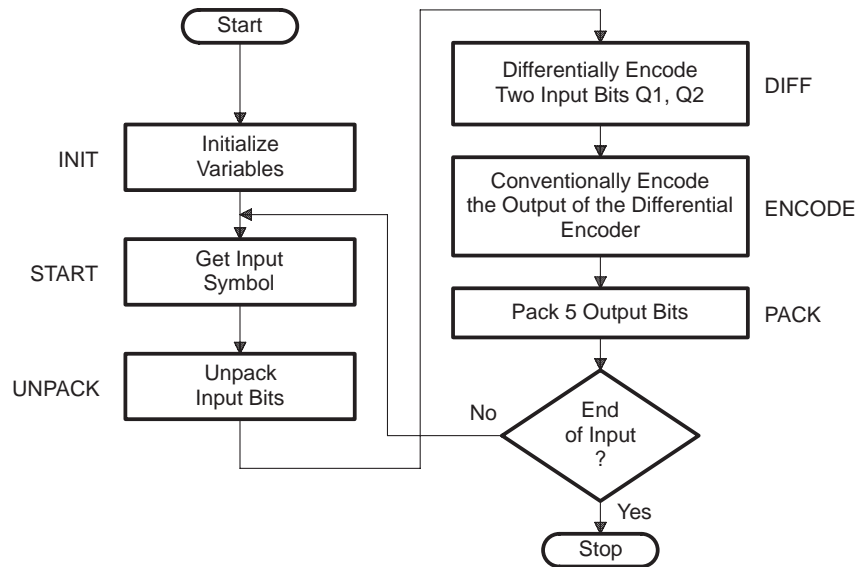 Start
INIT
Initialize
Variables
START
Get Input
Symbol
UNPACK
Unpack
Input Bits
Differentially Encode
Two Input Bits Q1, Q2
DIFF
Conventionally Encode
the Output of the Differential
Encoder
ENCODE
Pack 5 Output Bits
PACK
End
of Input
?
No
Yes
Stop